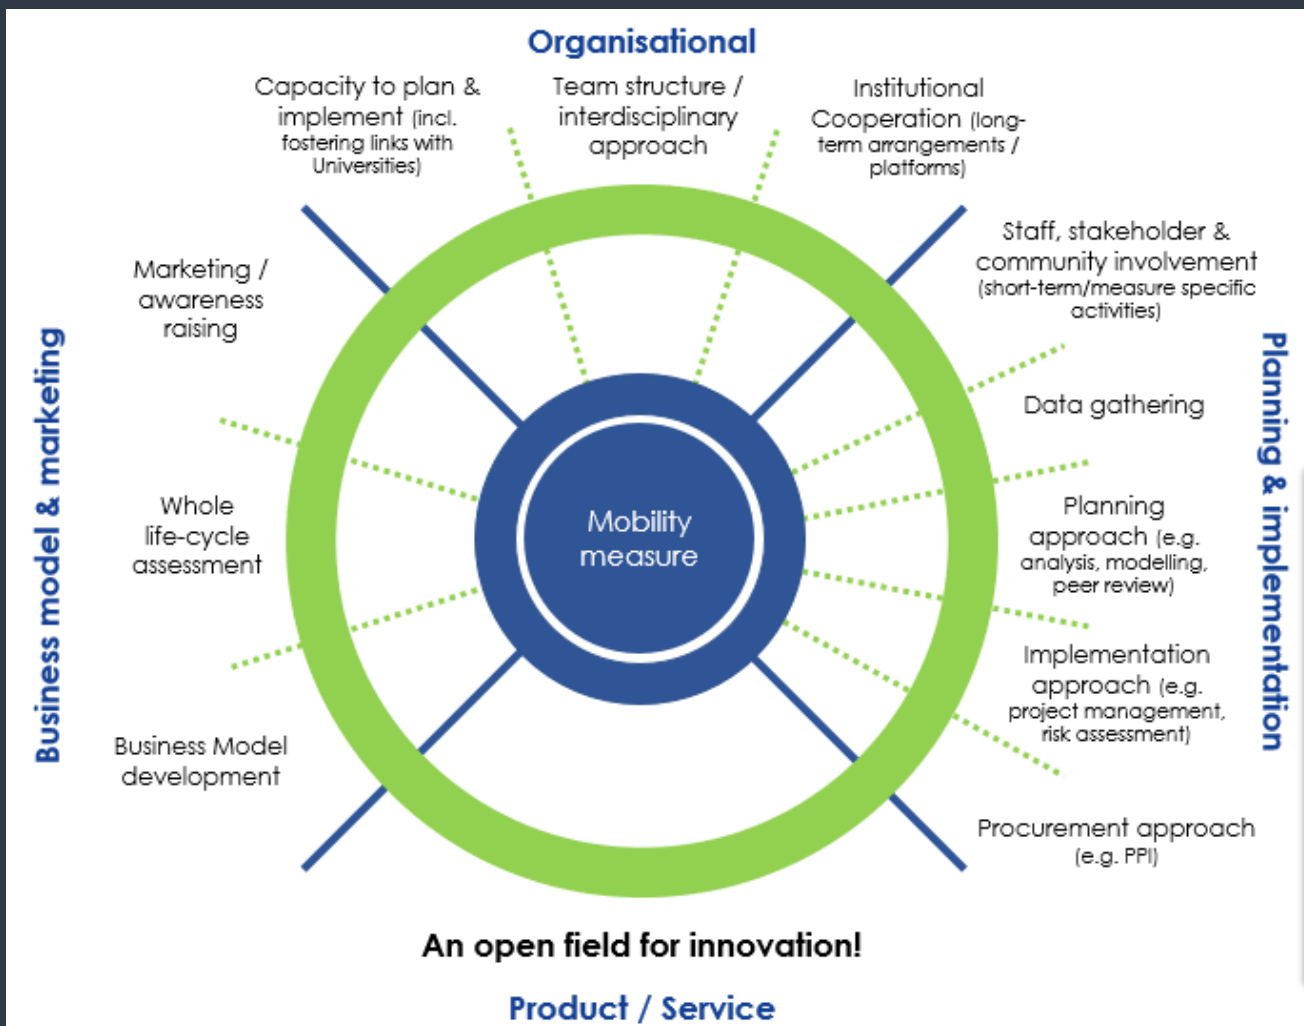 Organisational
Capacity to plan &
implement (incl.
fostering links with
Universities)
Team structure /
interdisciplinary
approach
Institutional
Cooperation (long-
term arrangements /
platforms)
Staff, stakeholder &
community involvement
(short-term/measure specific
activities)
Data gathering
Planning
approach (e.g.
analysis, modelling,
peer review)
Implementation
approach (e.g.
project management,
risk assessment)
Procurement approach
(e.g. PPI)
Planning & implementation
Mobility
measure
Business model & marketing
Marketing /
awareness
raising
Whole
life-cycle
assessment
Business Model
development
An open field for innovation!
Product / Service